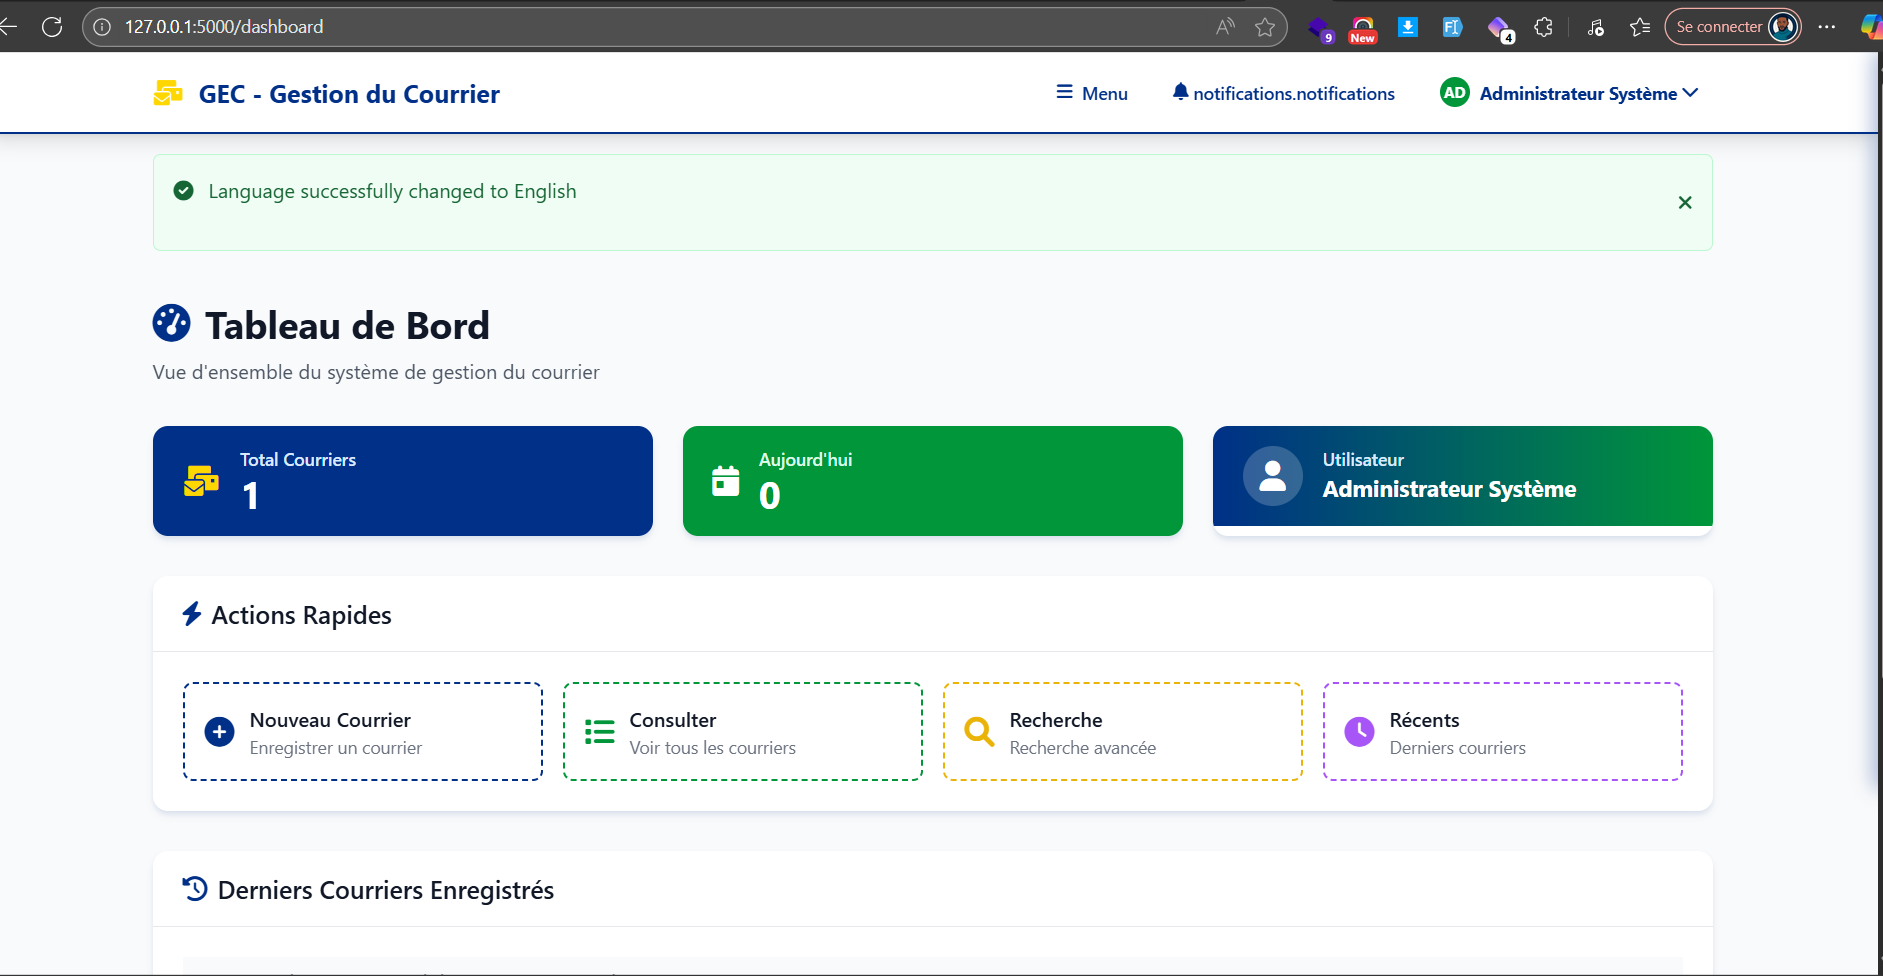 127.0.0.1:5000/dashboard
9
New
4
Se connecter
GEC - Gestion du Courrier
Menu
notifications.notifications
AD
Administrateur Système
Language successfully changed to English
Tableau de Bord
Vue d'ensemble du système de gestion du courrier
Total Courriers
1
Aujourd'hui
0
Utilisateur
Administrateur Système
Actions Rapides
Nouveau Courrier
Enregistrer un courrier
Consulter
Voir tous les courriers
Recherche
Recherche avancée
Récents
Derniers courriers
Derniers Courriers Enregistrés